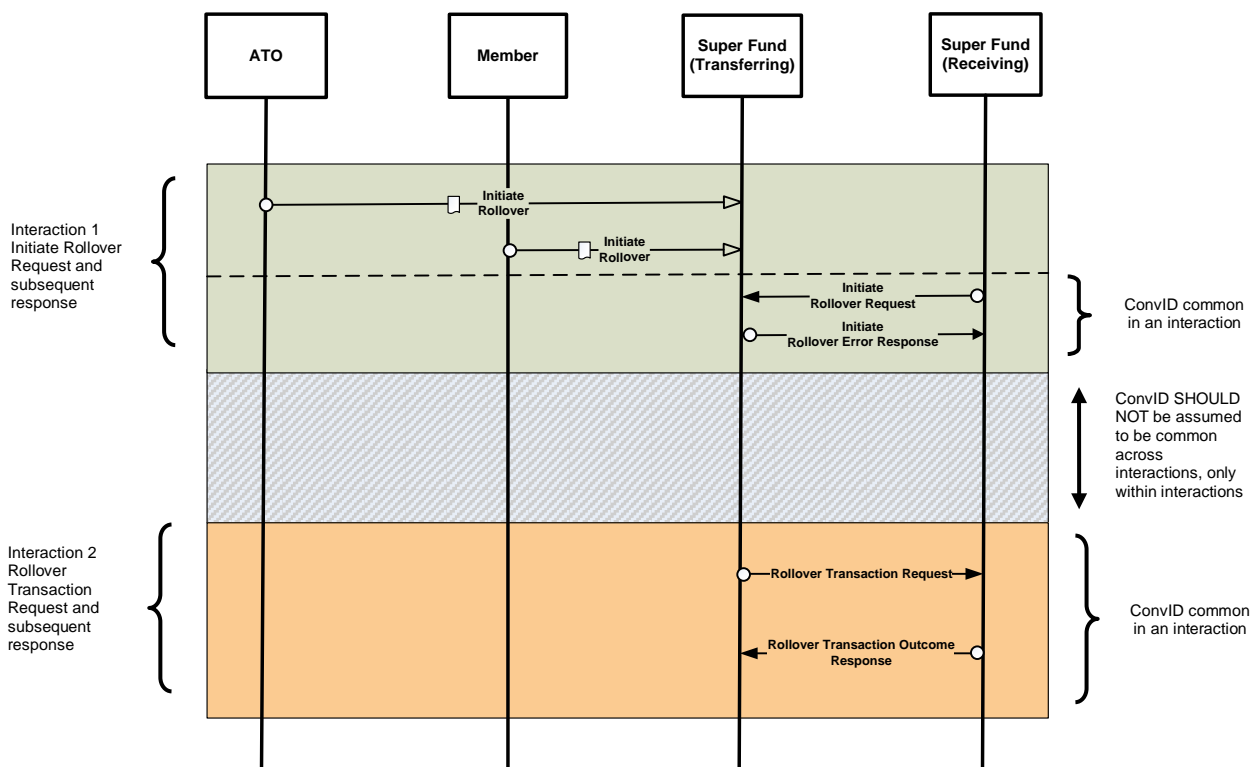 ATO
Member
Super Fund
(Transferring)
Super Fund
(Receiving)
Interaction 1
Initiate Rollover
Request and
subsequent
response
Initiate
Rollover
Initiate
Rollover
Initiate
Rollover Request
Initiate
Rollover Error Response
ConvID common
in an interaction
ConvID SHOULD
NOT be assumed
to be common
across
interactions, only
within interactions
Interaction 2
Rollover
Transaction
Request and
subsequent
response
Rollover Transaction Request
Rollover Transaction Outcome
Response
ConvID common
in an interaction